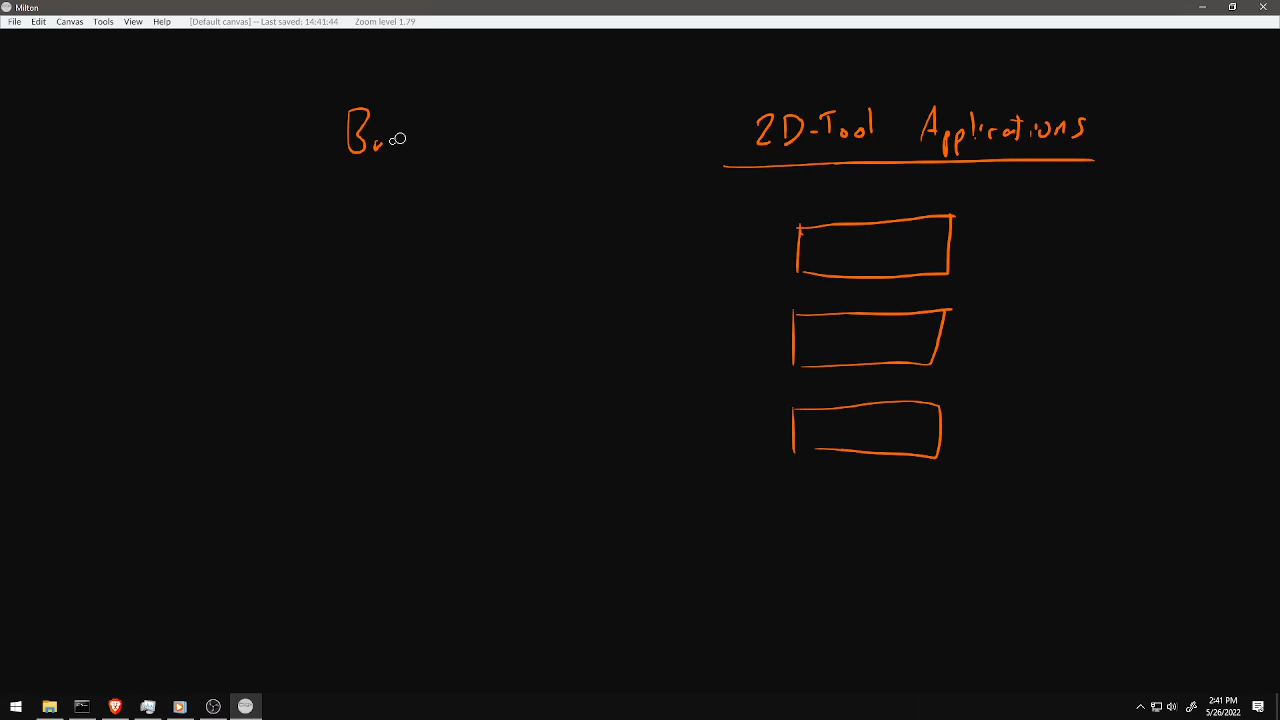 Milton
File Edit Canvas Tools View Help [Default canvas] -- Last saved: 14:41:44 Zoom level 1.79
2D-Tool Applications
2:41 PM
5/26/2022